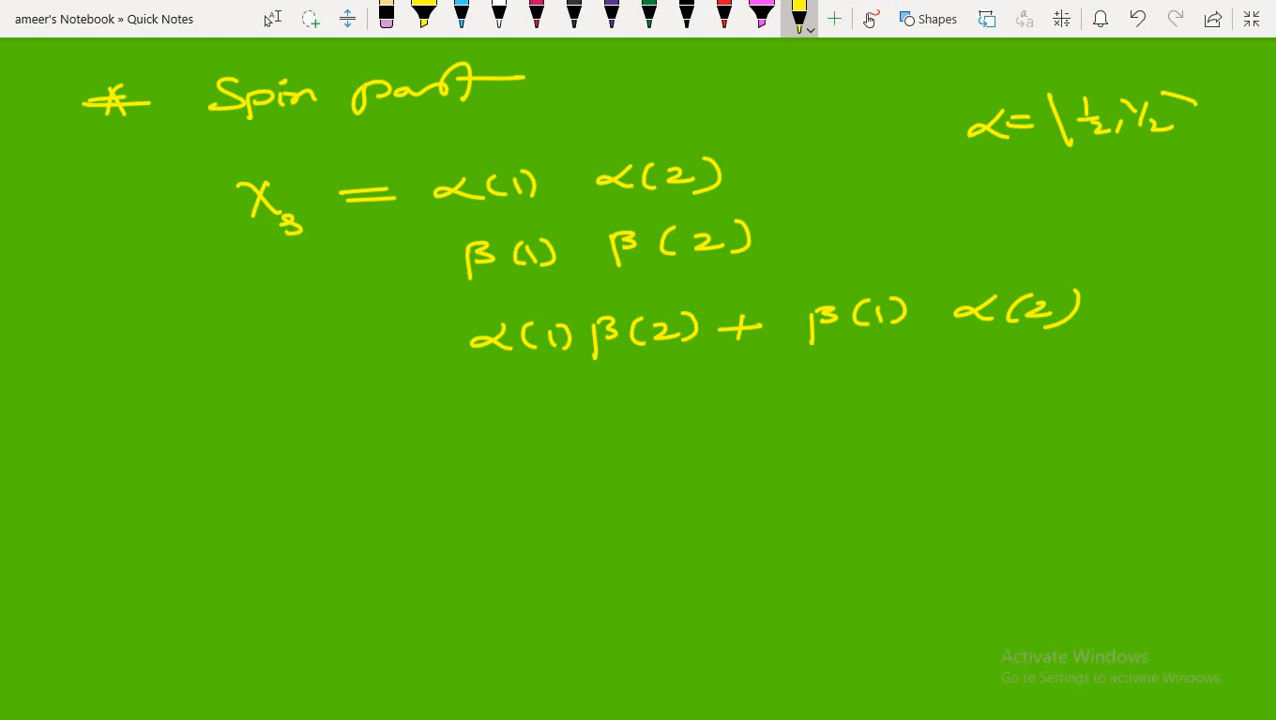 ameer's Notebook » Quick Notes
Shapes
* Spin part
α = |1/2, 1/2⟩
χs = α(1) α(2)
β(1) β(2)
α(1) β(2) + β(1) α(2)
Activate Windows
Go to Settings to activate Windows.